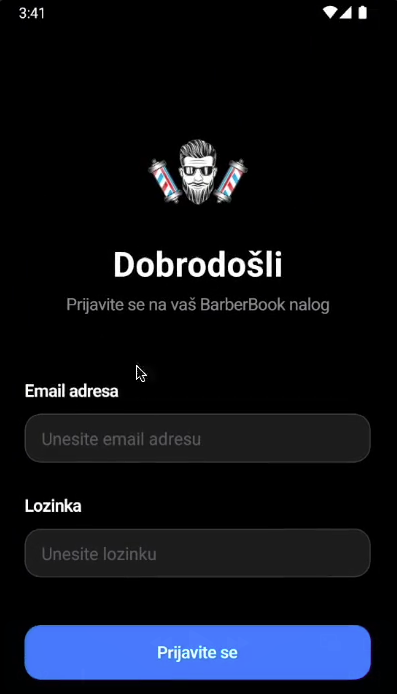 3:41
Dobrodošli
Prijavite se na vaš BarberBook nalog
Email adresa
Unesite email adresu
Lozinka
Unesite lozinku
Prijavite se